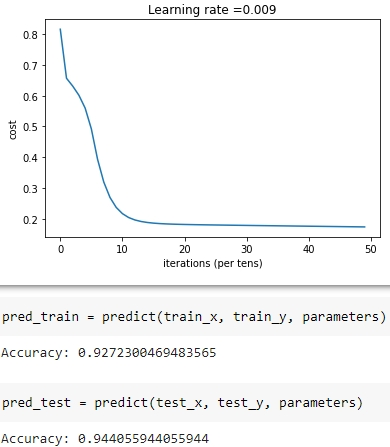 Learning rate =0.009
0.8
0.7
0.6
0.5
0.4
0.3
0.2
cost
0 10 20 30 40 50
iterations (per tens)
pred_train = predict(train_x, train_y, parameters)
Accuracy: 0.9272300469483565
pred_test = predict(test_x, test_y, parameters)
Accuracy: 0.944055944055944